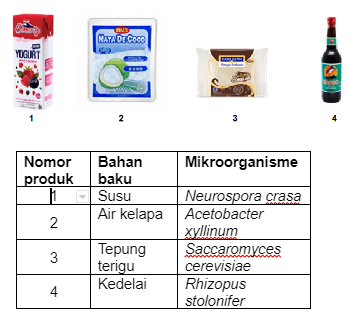 Cimory
YOGURT
NATA DE COCO
1
2
3
4
Nomor produk
Bahan baku
Mikroorganisme
1
Susu
Neurospora crasa
2
Air kelapa
Acetobacter xyllinum
3
Tepung terigu
Saccaromyces cerevisiae
4
Kedelai
Rhizopus stolonifer